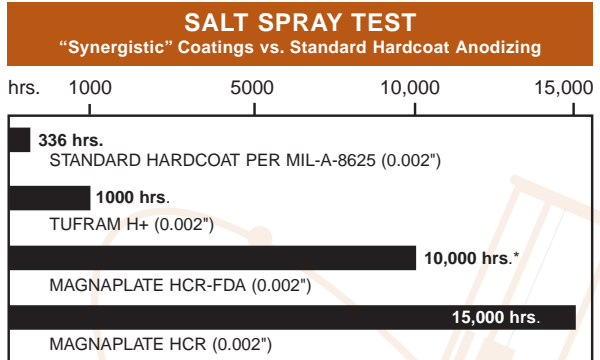 SALT SPRAY TEST
“Synergistic” Coatings vs. Standard Hardcoat Anodizing
hrs. 1000 5000 10,000 15,000
336 hrs.
STANDARD HARDCOAT PER MIL-A-8625 (0.002")
1000 hrs.
TUFRAM H+ (0.002")
10,000 hrs.*
MAGNAPLATE HCR-FDA (0.002")
15,000 hrs.
MAGNAPLATE HCR (0.002")